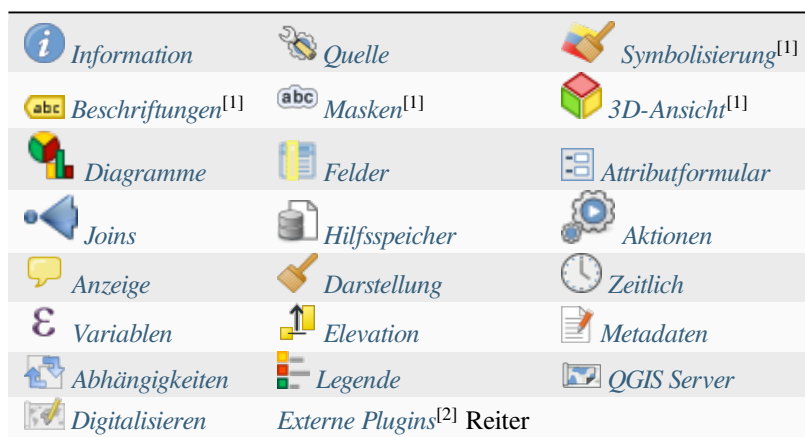 Information Quelle Symbolisierung[1]
abc Beschriftungen[1] abc Masken[1] 3D-Ansicht[1]
Diagramme Felder Attributformular
Joins Hilfsspeicher Aktionen
Anzeige Darstellung Zeitlich
ε Variablen Elevation Metadaten
Abhängigkeiten Legende QGIS Server
Digitalisieren Externe Plugins[2] Reiter